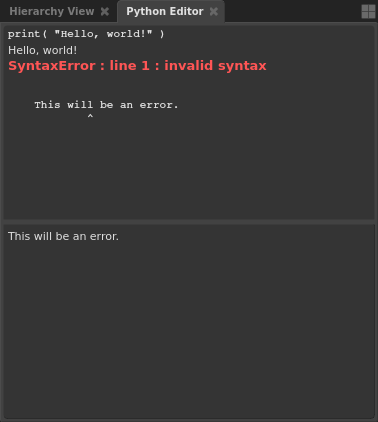 Hierarchy View Python Editor
print( "Hello, world!" )
Hello, world!
SyntaxError : line 1 : invalid syntax
This will be an error.
^
This will be an error.